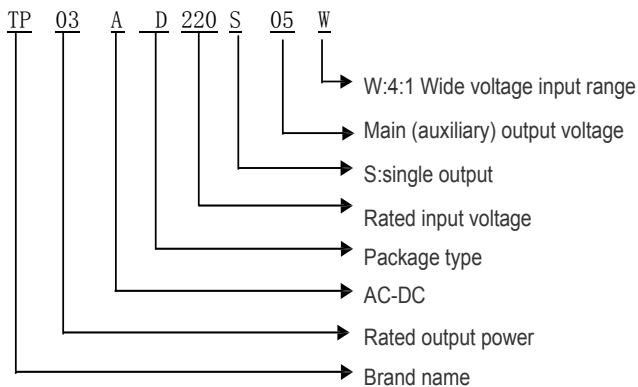 TP 03 A D 220 S 05 W
W:4:1 Wide voltage input range
Main (auxiliary) output voltage
S:single output
Rated input voltage
Package type
AC-DC
Rated output power
Brand name